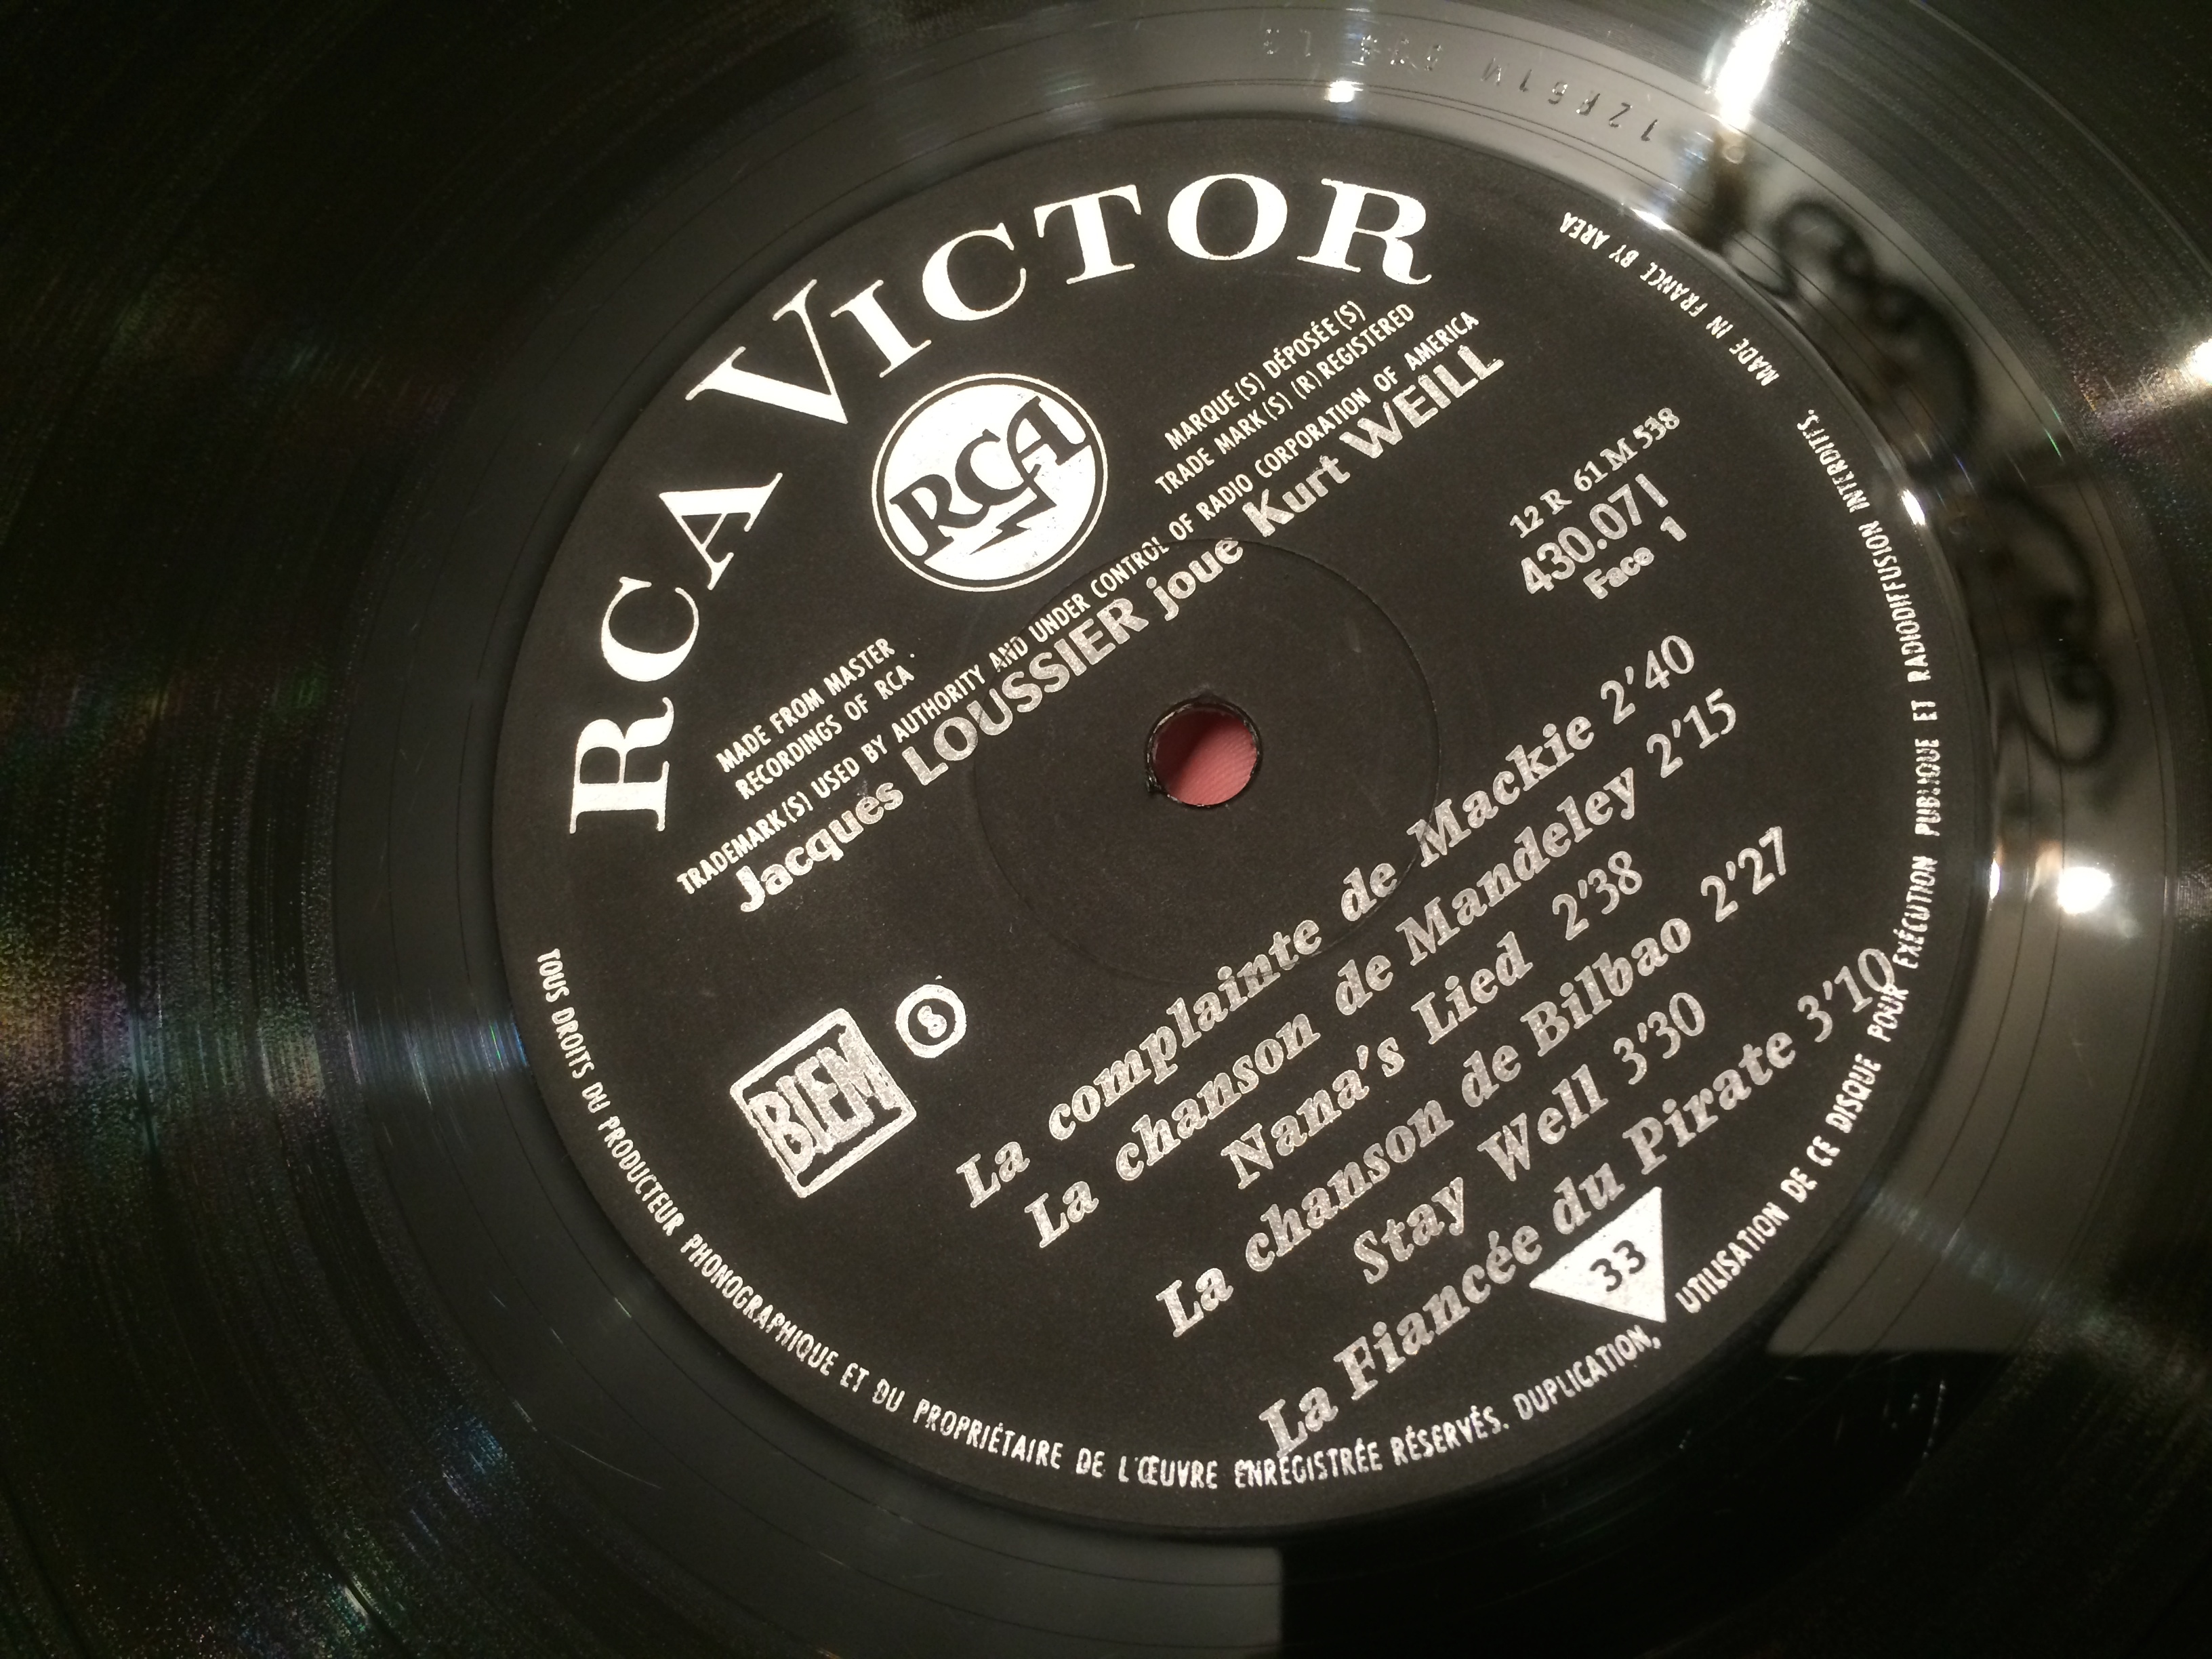 RCA VICTOR
RCA
MARQUE(S) DÉPOSÉE(S)
TRADE MARK(S) (R) REGISTERED
MADE FROM MASTER
RECORDINGS OF RCA
TRADEMARK(S) USED BY AUTHORITY AND UNDER CONTROL OF RADIO CORPORATION OF AMERICA
Jacques LOUSSIER joue Kurt WEILL
12 R 61 M 538
430.071
Face 1
BIEM
S
La complainte de Mackie 2'40
La chanson de Mandeley 2'15
Nana's Lied 2'38
La chanson de Bilbao 2'27
Stay Well 3'30
La Fiancée du Pirate 3'10
33
TOUS DROITS DU PRODUCTEUR PHONOGRAPHIQUE ET DU PROPRIÉTAIRE DE L'ŒUVRE ENREGISTRÉE RÉSERVÉS. DUPLICATION, UTILISATION DE CE DISQUE POUR EXÉCUTION PUBLIQUE ET RADIODIFFUSION INTERDITS.
MADE IN FRANCE BY AREA
12R61M